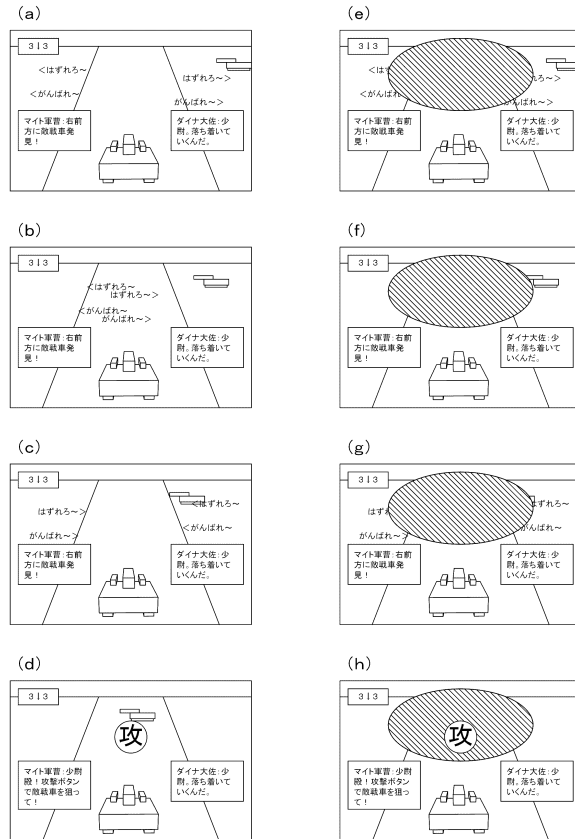 (a)
3↓3
<はずれろ～
はずれろ～>
<がんばれ～
がんばれ～>
マイト軍曹:右前
方に敵戦車発
見!
ダイナ大佐:少
尉。落ち着いて
いくんだ。
(e)
3↓3
<はず
れろ～>
<がんばれ
がんばれ～>
マイト軍曹:右前
方に敵戦車発
見!
ダイナ大佐:少
尉。落ち着いて
いくんだ。
(b)
3↓3
<はずれろ～
はずれろ～>
<がんばれ～
がんばれ～>
マイト軍曹:右前
方に敵戦車発
見!
ダイナ大佐:少
尉。落ち着いて
いくんだ。
(f)
3↓3
マイト軍曹:右前
方に敵戦車発
見!
ダイナ大佐:少
尉。落ち着いて
いくんだ。
(c)
3↓3
はずれろ～>
<はずれろ～
がんばれ～>
<がんばれ～
マイト軍曹:右前
方に敵戦車発
見!
ダイナ大佐:少
尉。落ち着いて
いくんだ。
(g)
3↓3
はずれ
ずれろ～
がんばれ～>
がんばれ～
マイト軍曹:右前
方に敵戦車発
見!
ダイナ大佐:少
尉。落ち着いて
いくんだ。
(d)
3↓3
攻
マイト軍曹:少尉
殿!攻撃ボタン
で敵戦車を狙っ
て!
ダイナ大佐:少
尉。落ち着いて
いくんだ。
(h)
3↓3
攻
マイト軍曹:少尉
殿!攻撃ボタン
で敵戦車を狙っ
て!
ダイナ大佐:少
尉。落ち着いて
いくんだ。